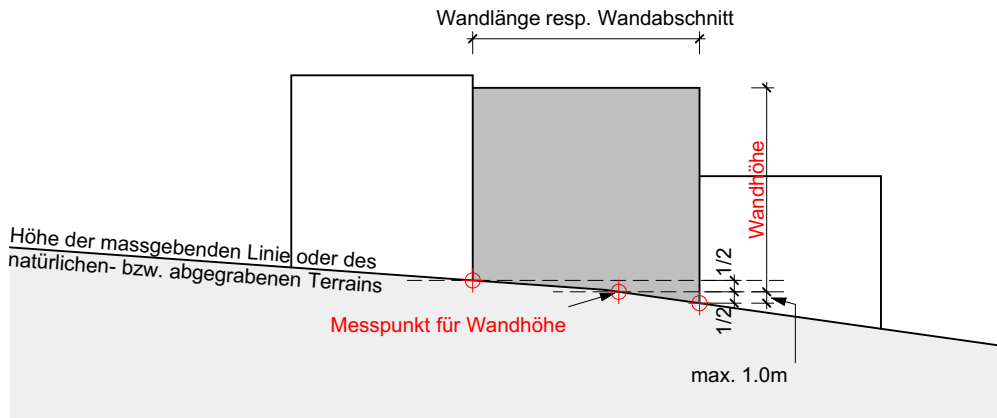 Wandlänge resp. Wandabschnitt
Wandhöhe
Höhe der massgebenden Linie oder des
natürlichen- bzw. abgegrabenen Terrains
1/2
1/2
Messpunkt für Wandhöhe
max. 1.0m